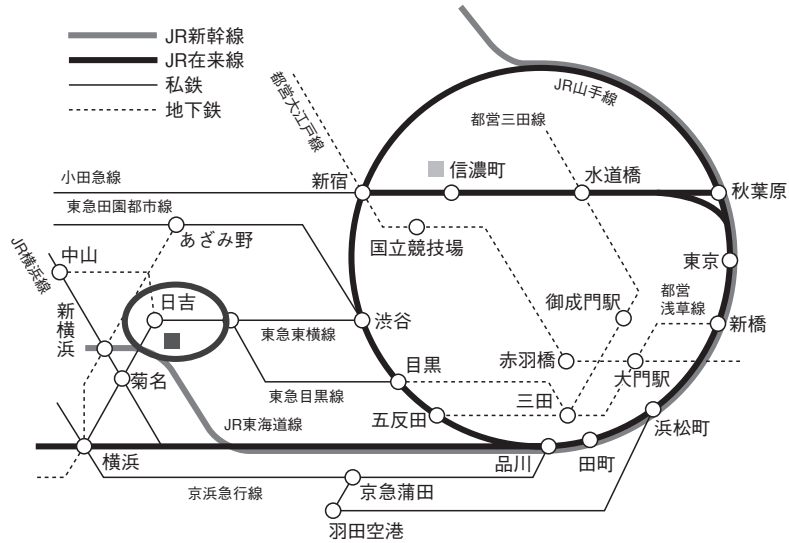 JR新幹線
JR在来線
私鉄
地下鉄
都営大江戸線
JR山手線
都営三田線
信濃町
水道橋
小田急線
新宿
秋葉原
東急田園都市線
あざみ野
国立競技場
JR横浜線
中山
東京
日吉
御成門駅
都営
浅草線
新横浜
東急東横線
渋谷
新橋
目黒
赤羽橋
大門駅
菊名
東急目黒線
五反田
三田
浜松町
JR東海道線
横浜
品川
田町
京浜急行線
京急蒲田
羽田空港